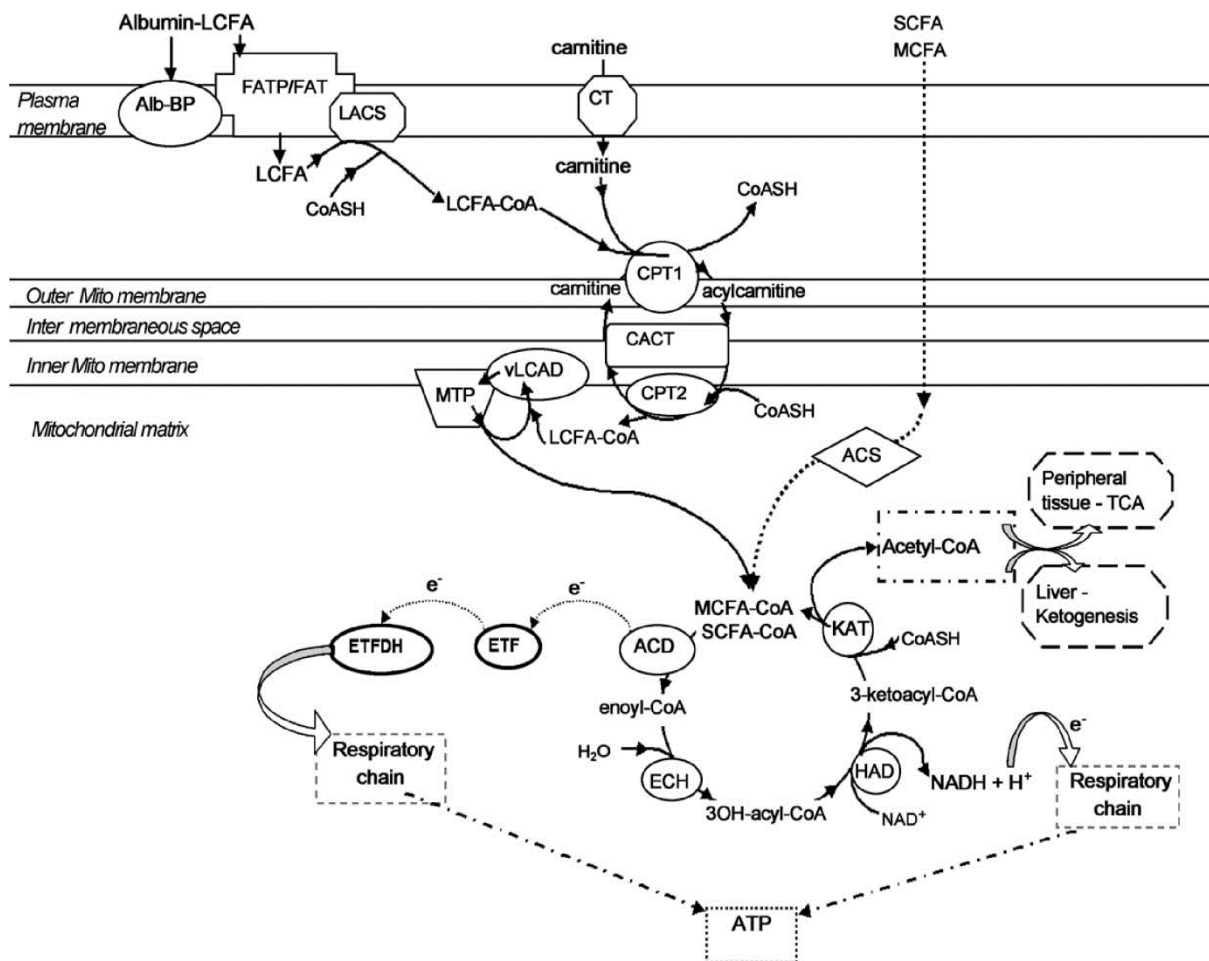 Albumin-LCFA
SCFA
MCFA
carnitine
FATP/FAT
Alb-BP
LACS
CT
Plasma
membrane
LCFA
carnitine
CoASH
LCFA-CoA
CoASH
CPT1
carnitine
acylcarnitine
Outer Mito membrane
Inter membraneous space
CACT
Inner Mito membrane
vLCAD
MTP
CPT2
CoASH
Mitochondrial matrix
LCFA-CoA
ACS
Peripheral
tissue - TCA
Acetyl-CoA
Liver -
Ketogenesis
e-
e-
MCFA-CoA
SCFA-CoA
KAT
CoASH
ETFDH
ETF
ACD
enoyl-CoA
3-ketoacyl-CoA
e-
H2O
Respiratory
chain
ECH
HAD
NADH + H+
Respiratory
chain
3OH-acyl-CoA
NAD+
ATP